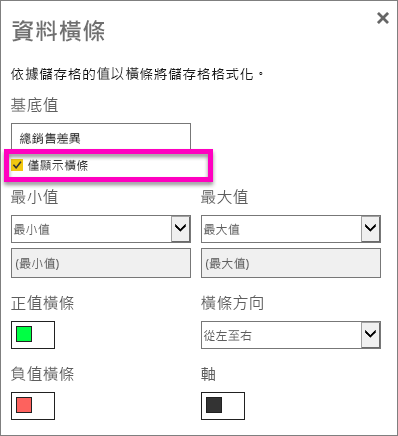 資料橫條
依據儲存格的值以橫條將儲存格格式化。
基底值
總銷售差異
僅顯示橫條
最小值 最大值
最小值 最大值
(最小值) (最大值)
正值橫條 橫條方向
從左至右
負值橫條 軸